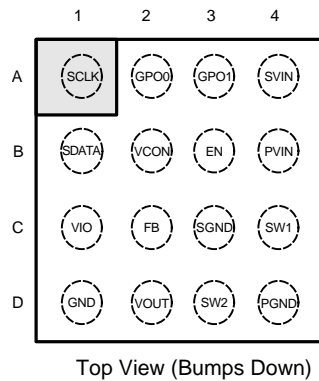 1 2 3 4
A SCLK GPO0 GPO1 SVIN
B SDATA VCON EN PVIN
C VIO FB SGND SW1
D GND VOUT SW2 PGND
Top View (Bumps Down)